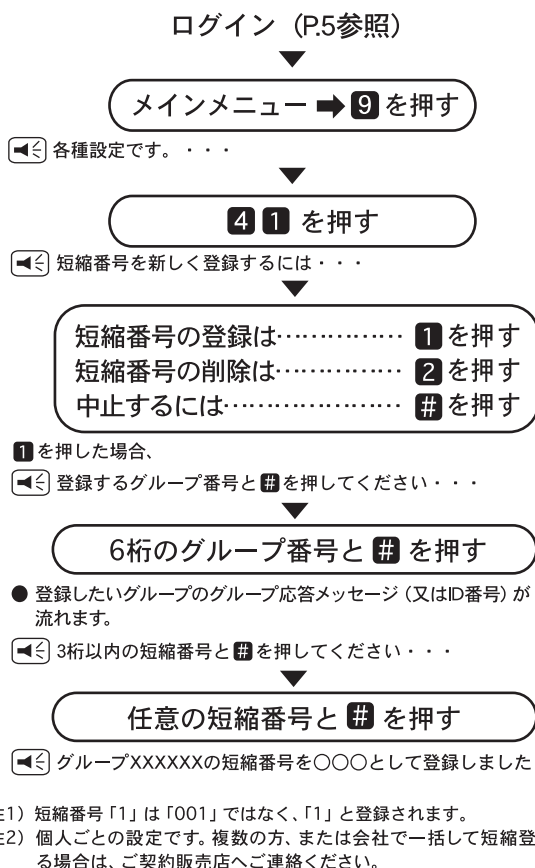 ログイン (P.5参照)
メインメニュー ➡ 9 を押す
各種設定です。・・・
4 1 を押す
短縮番号を新しく登録するには・・・
短縮番号の登録は…………… 1 を押す
短縮番号の削除は…………… 2 を押す
中止するには………………… # を押す
1 を押した場合、
登録するグループ番号と # を押してください・・・
6桁のグループ番号と # を押す
● 登録したいグループのグループ応答メッセージ (又はID番号) が
流れます。
3桁以内の短縮番号と # を押してください・・・
任意の短縮番号と # を押す
グループXXXXXXの短縮番号を○○○として登録しました
注1) 短縮番号「1」は「001」ではなく、「1」と登録されます。
注2) 個人ごとの設定です。複数の方、または会社で一括して短縮登
る場合は、ご契約販売店へご連絡ください。